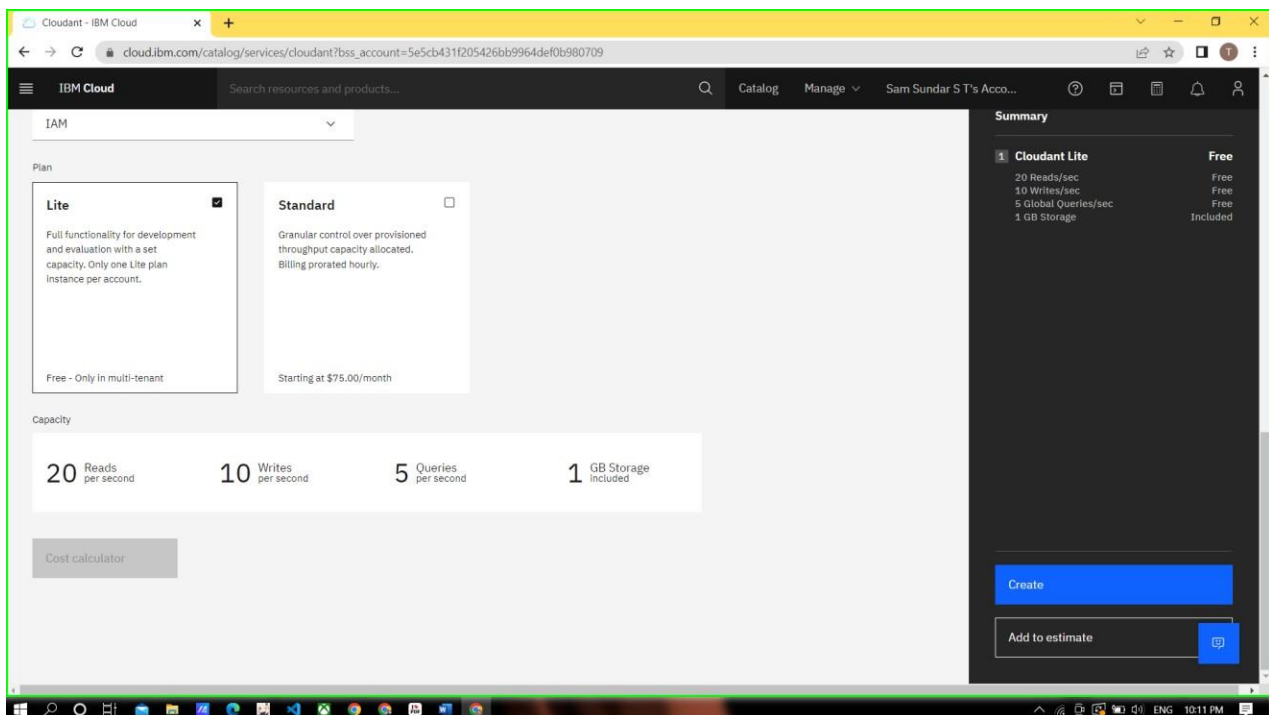 Cloudant - IBM Cloud
cloud.ibm.com/catalog/services/cloudant?bss_account=5e5cb431f205426bb9964def0b980709
T
IBM Cloud
Search resources and products...
Catalog
Manage
Sam Sundar S T's Acco...
IAM
Plan
Lite
Full functionality for development
and evaluation with a set
capacity. Only one Lite plan
instance per account.
Free - Only in multi-tenant
Standard
Granular control over provisioned
throughput capacity allocated.
Billing prorated hourly.
Starting at $75.00/month
Capacity
20 Reads per second
10 Writes per second
5 Queries per second
1 GB Storage included
Cost calculator
Summary
1 Cloudant Lite Free
20 Reads/sec Free
10 Writes/sec Free
5 Global Queries/sec Free
1 GB Storage Included
Create
Add to estimate
ENG 10:11 PM